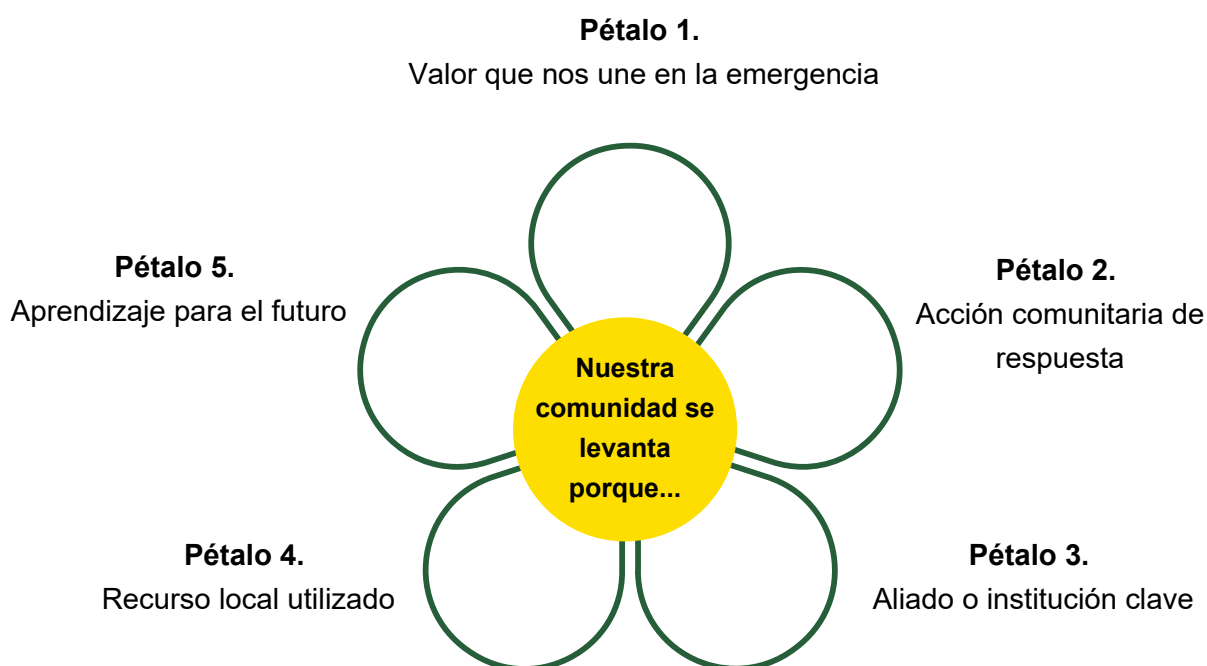 Pétalo 1.
Valor que nos une en la emergencia
Pétalo 2.
Acción comunitaria de
respuesta
Pétalo 3.
Aliado o institución clave
Pétalo 4.
Recurso local utilizado
Pétalo 5.
Aprendizaje para el futuro
Nuestra
comunidad se
levanta
porque...